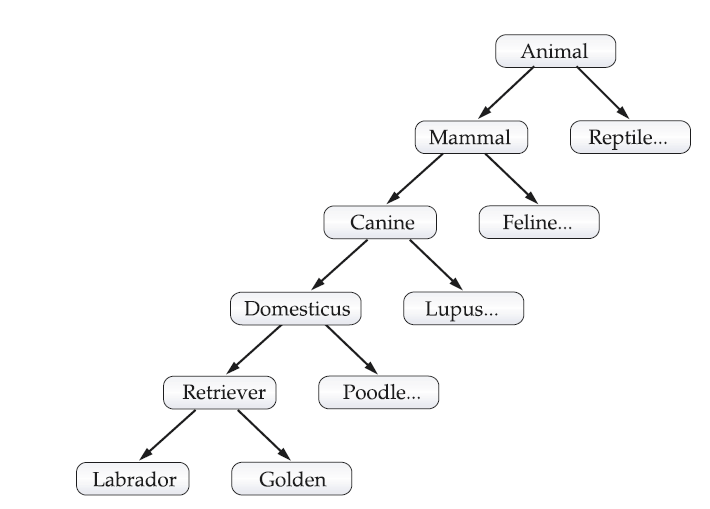 Animal
Mammal
Reptile...
Canine
Feline...
Domesticus
Lupus...
Retriever
Poodle...
Labrador
Golden